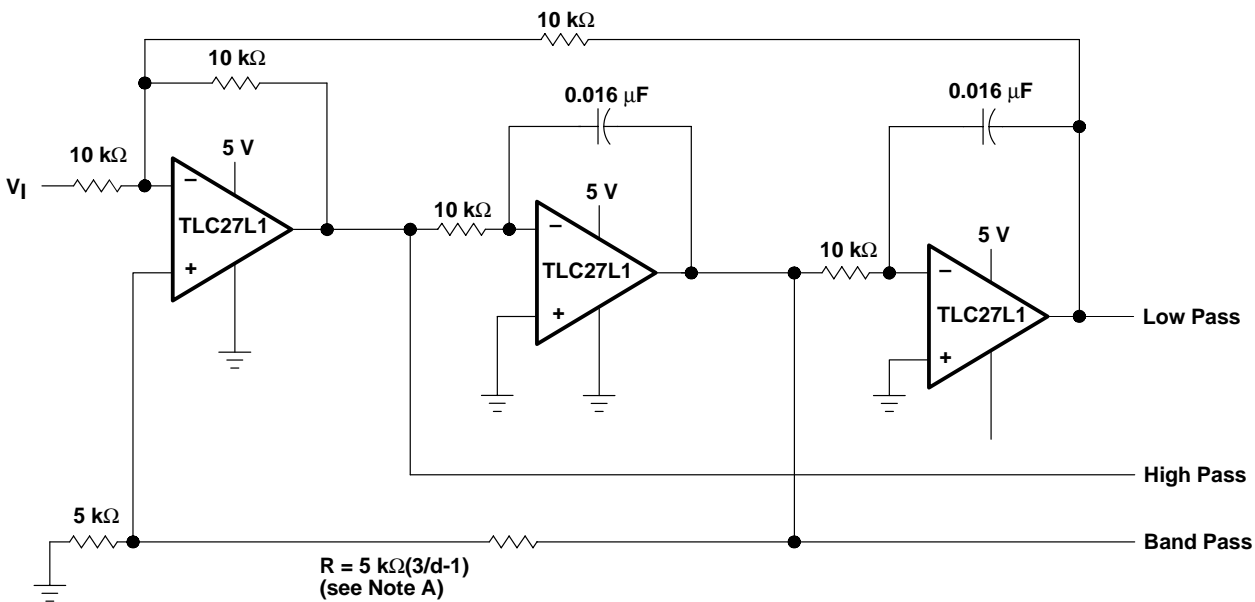 10 kΩ
10 kΩ
0.016 µF
0.016 µF
10 kΩ
5 V
VI
–
TLC27L1
+
10 kΩ
5 V
–
TLC27L1
+
10 kΩ
5 V
–
TLC27L1
+
Low Pass
High Pass
5 kΩ
Band Pass
R = 5 kΩ(3/d-1)
(see Note A)